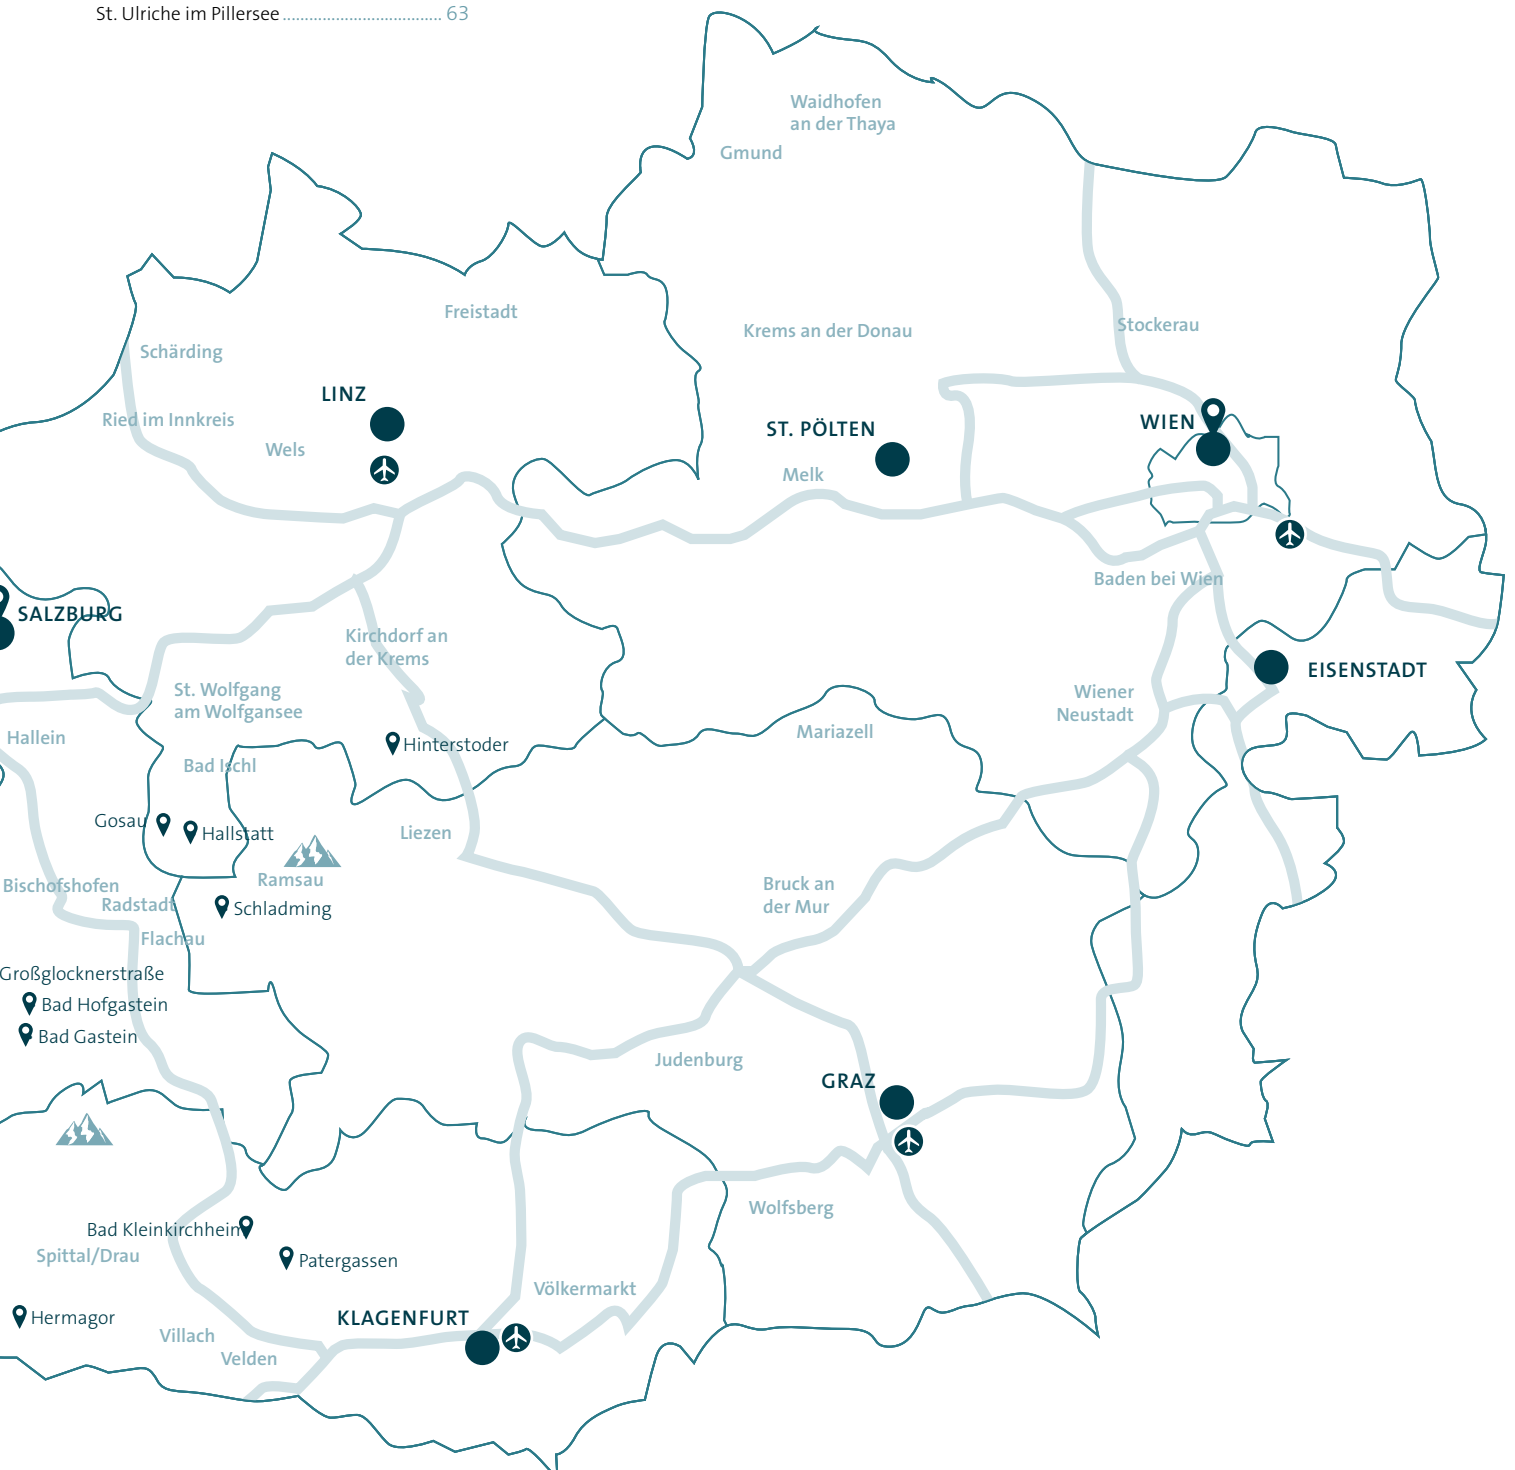 St. Ulriche im Pillersee .................................... 63
Waidhofen
an der Thaya
Gmund
Freistadt
Krems an der Donau
Stockerau
Schärding
LINZ
Ried im Innkreis
Wels
ST. PÖLTEN
WIEN
Melk
Baden bei Wien
SALZBURG
Kirchdorf an
der Krems
EISENSTADT
St. Wolfgang
am Wolfgansee
Wiener
Neustadt
Hallein
Hinterstoder
Mariazell
Bad Ischl
Gosau
Hallstatt
Liezen
Ramsau
Bischofshofen
Radstadt
Schladming
Bruck an
der Mur
Flachau
Großglocknerstraße
Bad Hofgastein
Bad Gastein
Judenburg
GRAZ
Wolfsberg
Bad Kleinkirchheim
Spittal/Drau
Patergassen
Völkermarkt
Hermagor
KLAGENFURT
Villach
Velden